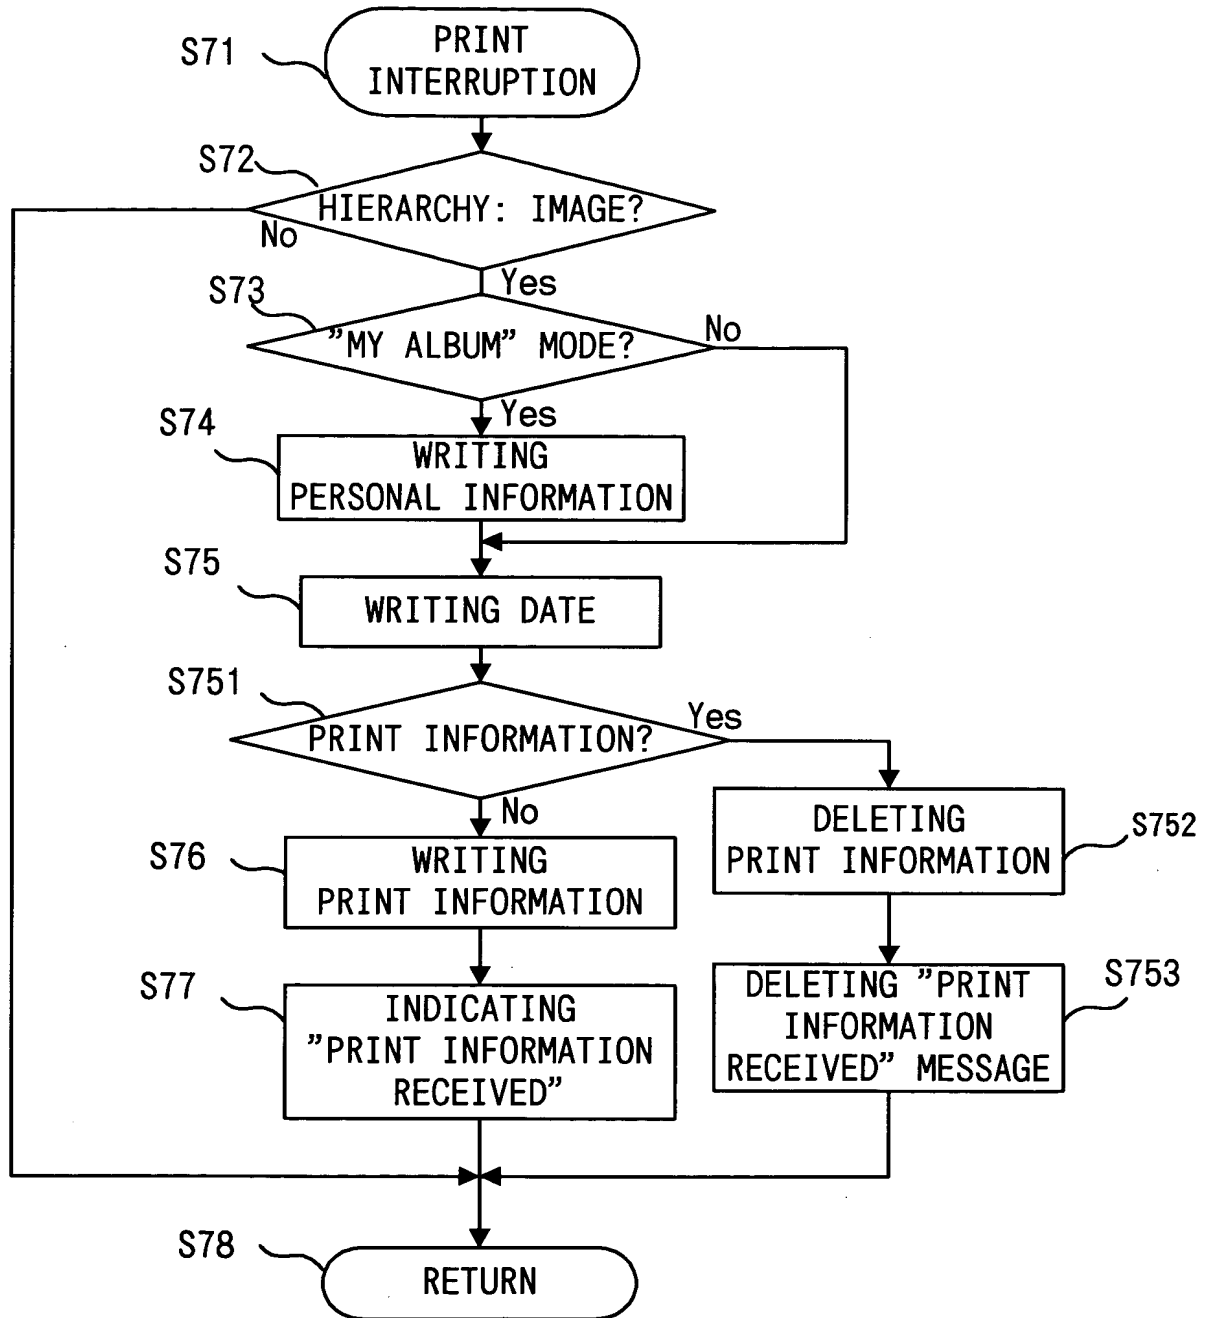 S71
PRINT
INTERRUPTION
S72
HIERARCHY: IMAGE?
No
Yes
S73
”MY ALBUM” MODE?
No
Yes
S74
WRITING
PERSONAL INFORMATION
S75
WRITING DATE
S751
PRINT INFORMATION?
Yes
No
S76
WRITING
PRINT INFORMATION
DELETING
PRINT INFORMATION
S752
S77
INDICATING
”PRINT INFORMATION
RECEIVED”
DELETING ”PRINT
INFORMATION
RECEIVED” MESSAGE
S753
S78
RETURN